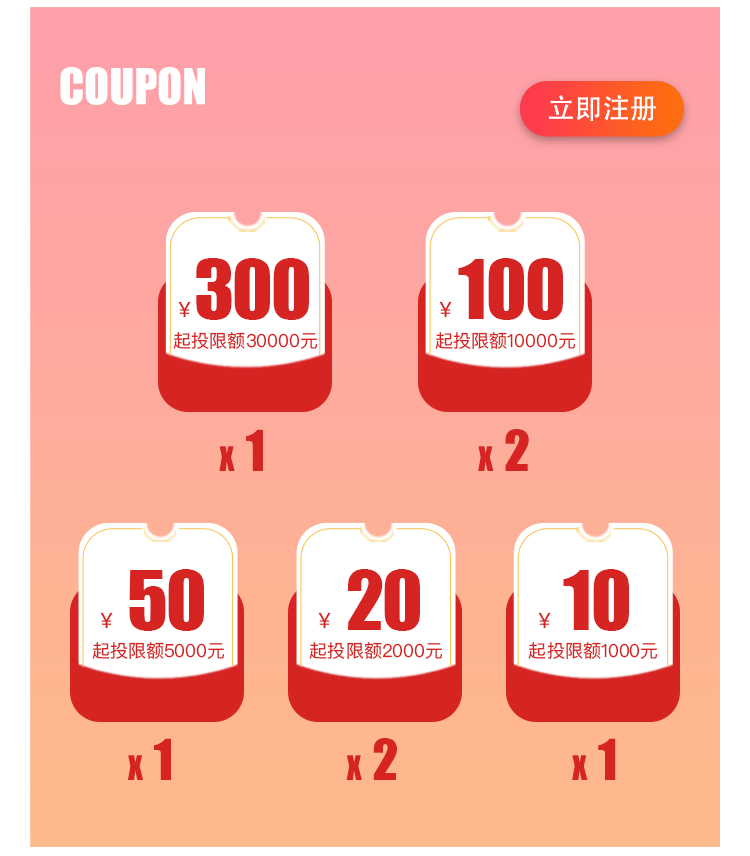 COUPON
立即注册
¥ 300
起投限额30000元
x 1
¥ 100
起投限额10000元
x 2
¥ 50
起投限额5000元
x 1
¥ 20
起投限额2000元
x 2
¥ 10
起投限额1000元
x 1